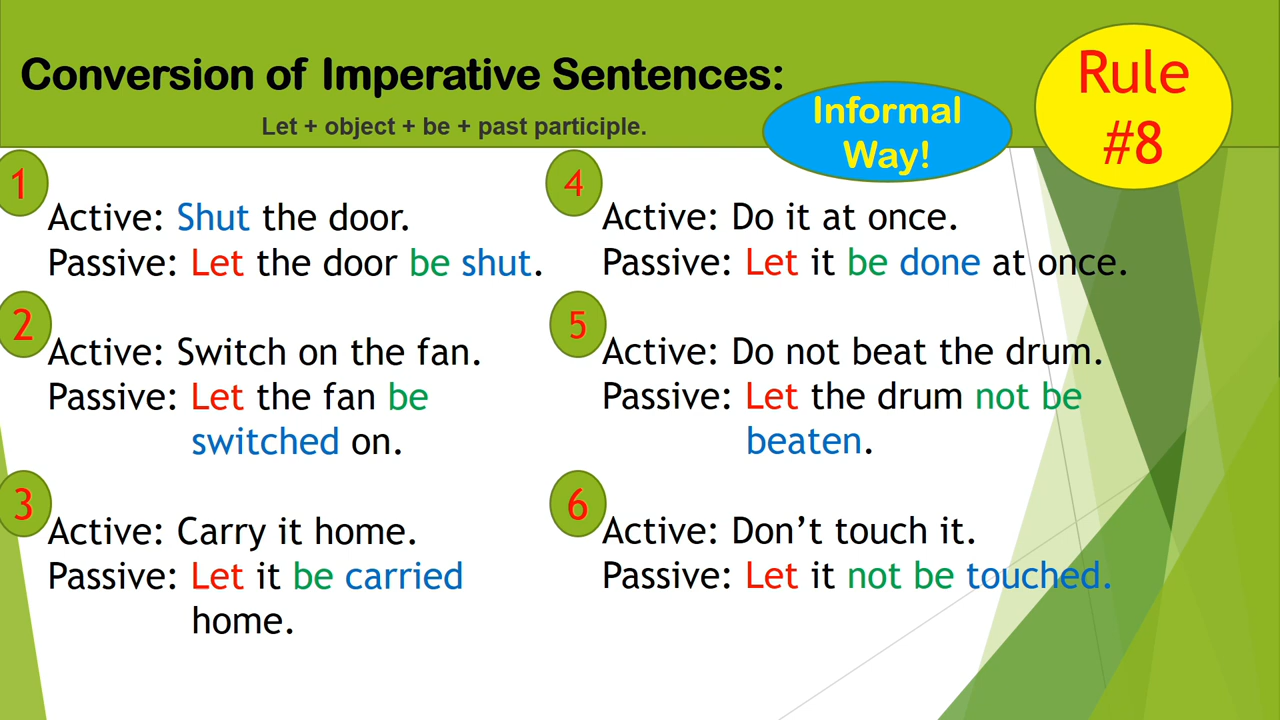 Conversion of Imperative Sentences:
Let + object + be + past participle.
Informal
Way!
Rule
#8
1
Active: Shut the door.
Passive: Let the door be shut.
2
Active: Switch on the fan.
Passive: Let the fan be
switched on.
3
Active: Carry it home.
Passive: Let it be carried
home.
4
Active: Do it at once.
Passive: Let it be done at once.
5
Active: Do not beat the drum.
Passive: Let the drum not be
beaten.
6
Active: Don’t touch it.
Passive: Let it not be touched.